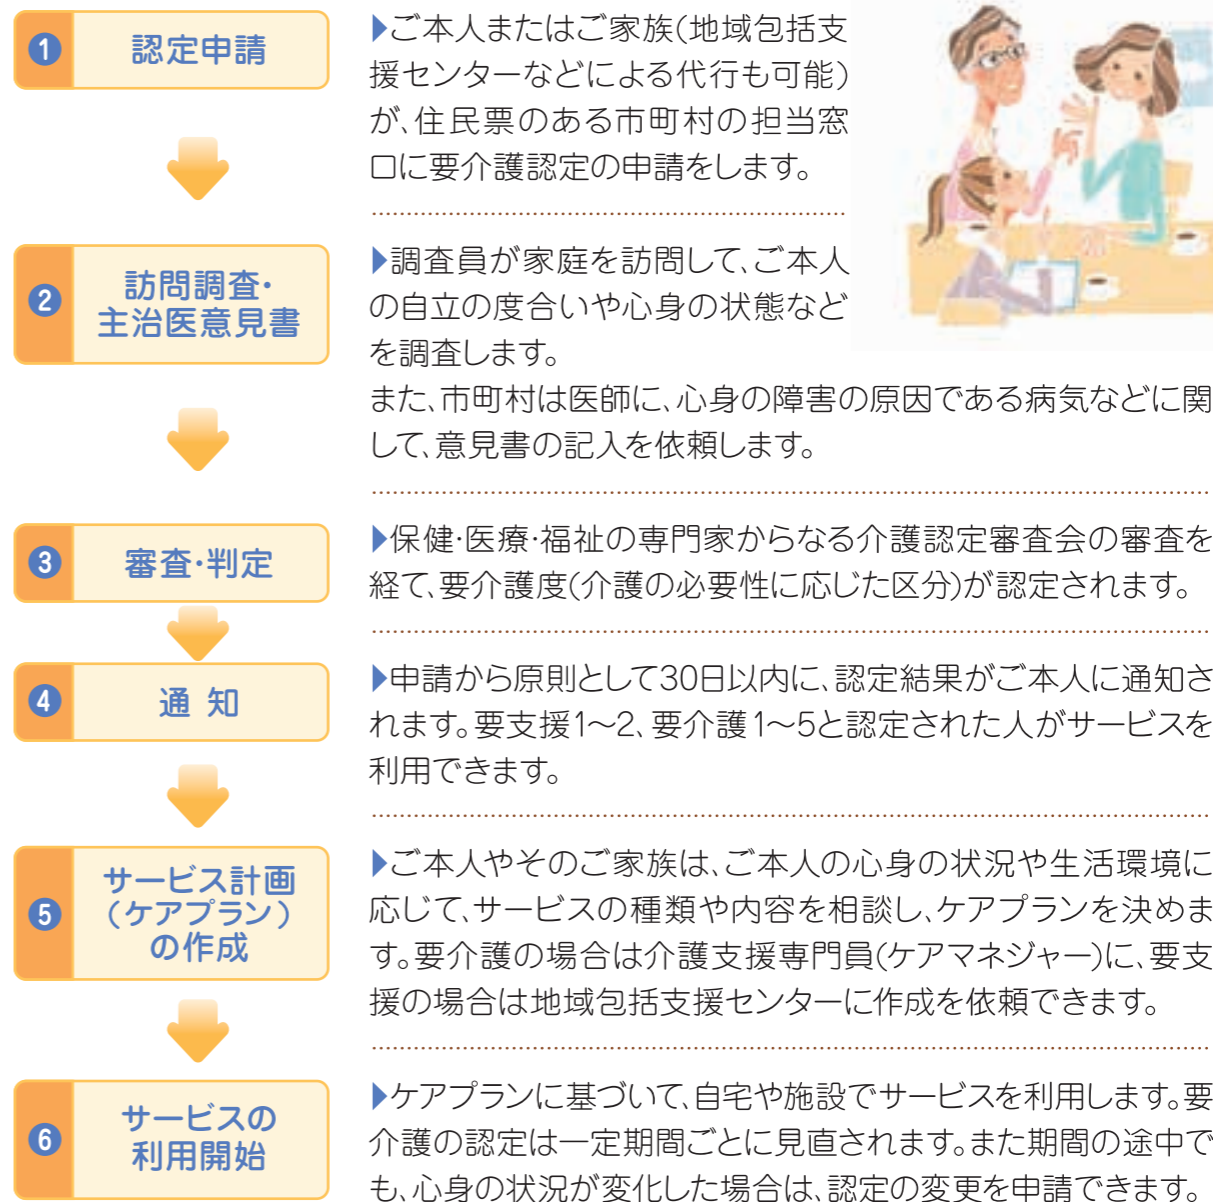 ❶ 認定申請
▶ご本人またはご家族(地域包括支
援センターなどによる代行も可能)
が、住民票のある市町村の担当窓
口に要介護認定の申請をします。
❷ 訪問調査・
主治医意見書
▶調査員が家庭を訪問して、ご本人
の自立の度合いや心身の状態など
を調査します。
また、市町村は医師に、心身の障害の原因である病気などに関
して、意見書の記入を依頼します。
❸ 審査・判定
▶保健・医療・福祉の専門家からなる介護認定審査会の審査を
経て、要介護度(介護の必要性に応じた区分)が認定されます。
❹ 通 知
▶申請から原則として30日以内に、認定結果がご本人に通知さ
れます。要支援1〜2、要介護1〜5と認定された人がサービスを
利用できます。
❺ サービス計画
(ケアプラン)
の作成
▶ご本人やそのご家族は、ご本人の心身の状況や生活環境に
応じて、サービスの種類や内容を相談し、ケアプランを決めま
す。要介護の場合は介護支援専門員(ケアマネジャー)に、要支
援の場合は地域包括支援センターに作成を依頼できます。
❻ サービスの
利用開始
▶ケアプランに基づいて、自宅や施設でサービスを利用します。要
介護の認定は一定期間ごとに見直されます。また期間の途中で
も、心身の状況が変化した場合は、認定の変更を申請できます。